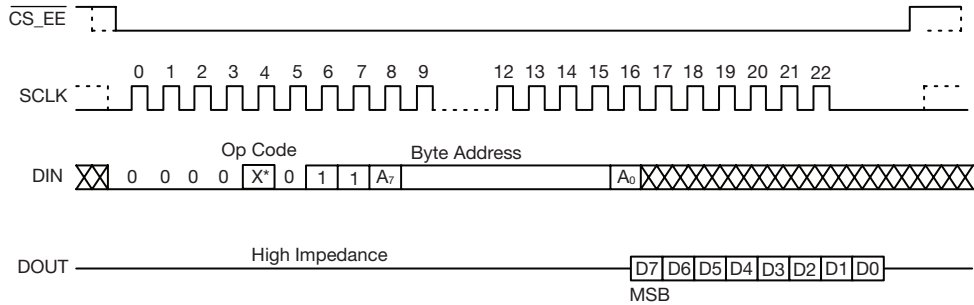 CS_EE
0 1 2 3 4 5 6 7 8 9 12 13 14 15 16 17 18 19 20 21 22
SCLK
Op Code Byte Address
DIN 0 0 0 0 X* 0 1 1 A7 A0
High Impedance
DOUT D7 D6 D5 D4 D3 D2 D1 D0
MSB